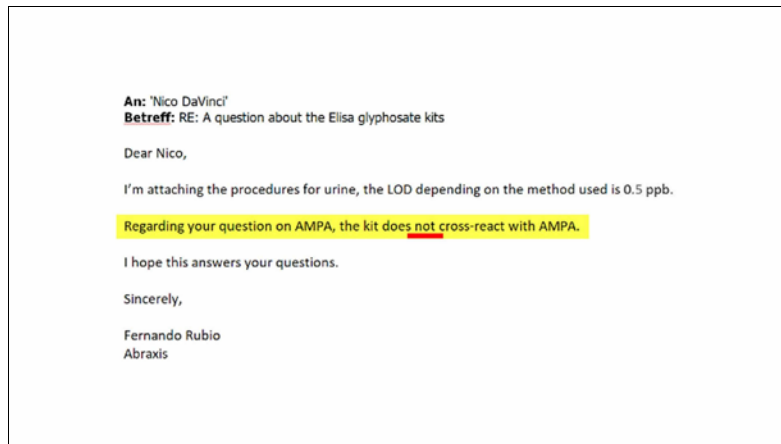 An: 'Nico DaVinci'
Betreff: RE: A question about the Elisa glyphosate kits
Dear Nico,
I'm attaching the procedures for urine, the LOD depending on the method used is 0.5 ppb.
Regarding your question on AMPA, the kit does not cross-react with AMPA.
I hope this answers your questions.
Sincerely,
Fernando Rubio
Abraxis